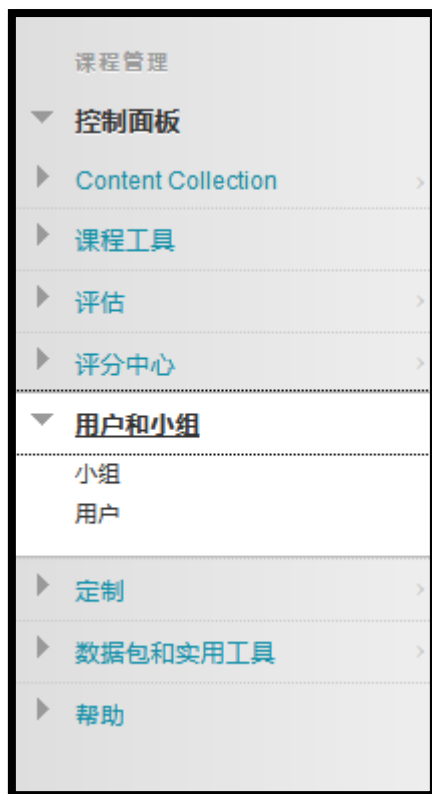 课程管理
控制面板
Content Collection
课程工具
评估
评分中心
用户和小组
小组
用户
定制
数据包和实用工具
帮助